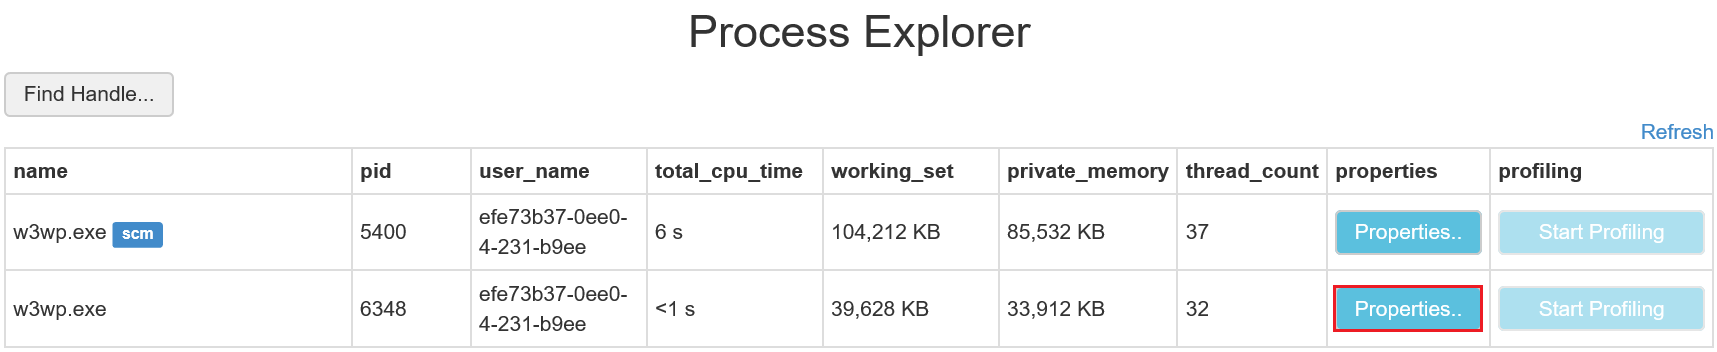 Process Explorer
Find Handle...
Refresh
name pid user_name total_cpu_time working_set private_memory thread_count properties profiling
w3wp.exe scm 5400 efe73b37-0ee0-4-231-b9ee 6 s 104,212 KB 85,532 KB 37 Properties.. Start Profiling
w3wp.exe 6348 efe73b37-0ee0-4-231-b9ee <1 s 39,628 KB 33,912 KB 32 Properties.. Start Profiling